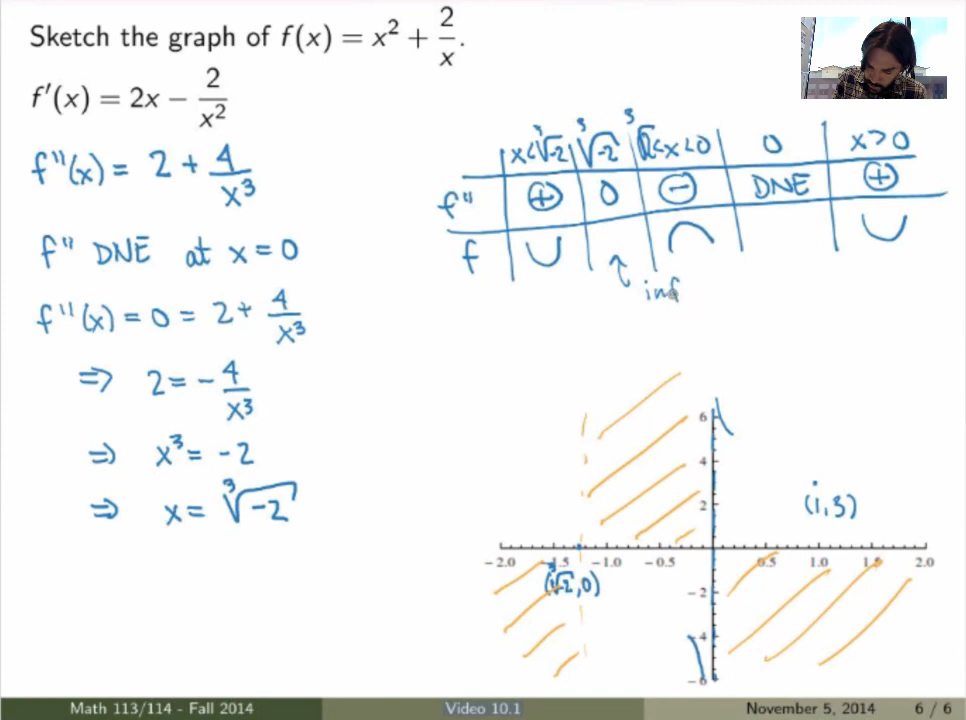 Sketch the graph of f(x) = x² + 2/x.
f′(x) = 2x − 2/x²
f″(x) = 2 + 4/x³
f″ DNE at x = 0
f″(x) = 0 = 2 + 4/x³
⇒ 2 = − 4/x³
⇒ x³ = −2
⇒ x = ∛−2
x<∛−2 ∛−2 ∛−2<x<0 0 x>0
f″ + 0 − DNE +
f ∪ ∩ ∪
↑ inf
6
4
2
−2.0 −1.5 −1.0 −0.5 0.5 1.0 1.5 2.0
−2
−4
−6
(1,3)
(∛−2,0)
Math 113/114 - Fall 2014 Video 10.1 November 5, 2014 6 / 6